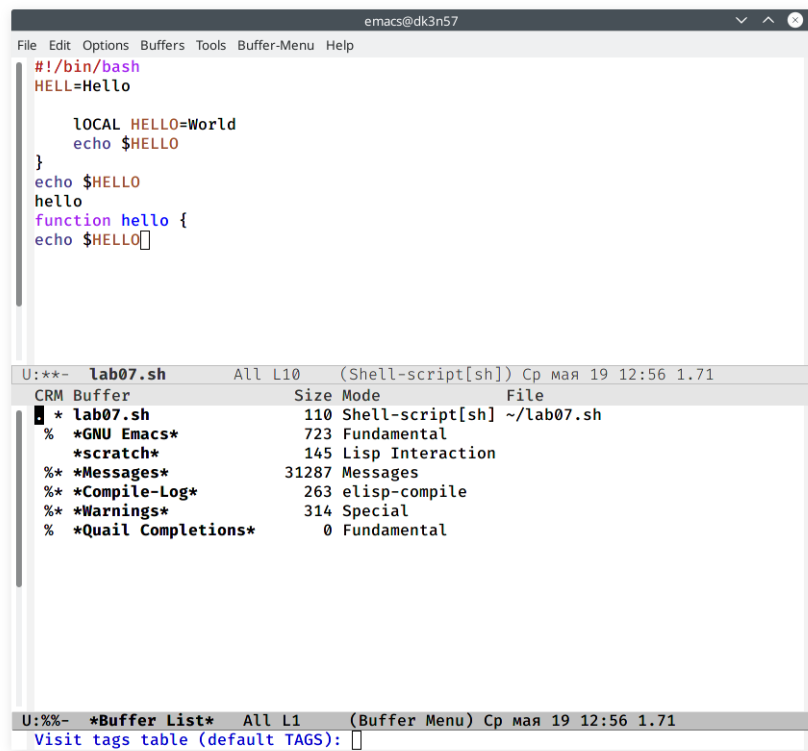 emacs@dk3n57
File Edit Options Buffers Tools Buffer-Menu Help
#!/bin/bash
HELL=Hello
    lOCAL HELLO=World
    echo $HELLO
}
echo $HELLO
hello
function hello {
echo $HELLO
U:**-  lab07.sh       All L10    (Shell-script[sh]) Ср мая 19 12:56 1.71
CRM Buffer                 Size Mode             File
. * lab07.sh                110 Shell-script[sh] ~/lab07.sh
 %  *GNU Emacs*             723 Fundamental
    *scratch*               145 Lisp Interaction
 %* *Messages*            31287 Messages
 %* *Compile-Log*           263 elisp-compile
 %* *Warnings*              314 Special
 %  *Quail Completions*       0 Fundamental
U:%%-  *Buffer List*   All L1     (Buffer Menu) Ср мая 19 12:56 1.71
Visit tags table (default TAGS):